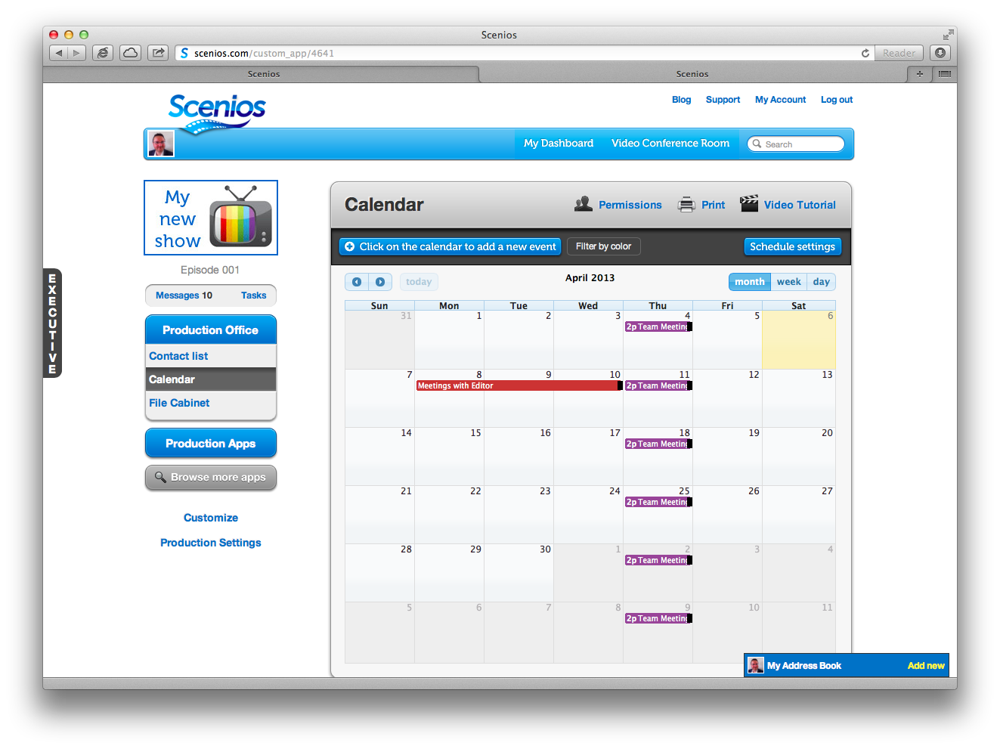 Scenios
scenios.com/custom_app/4641
Reader
Scenios
Scenios
Scenios
Blog Support My Account Log out
My Dashboard Video Conference Room Search
My
new
show
Episode 001
Messages 10 Tasks
Production Office
Contact list
Calendar
File Cabinet
Production Apps
Browse more apps
Customize
Production Settings
EXECUTIVE
Calendar Permissions Print Video Tutorial
Click on the calendar to add a new event Filter by color Schedule settings
today April 2013 month week day
Sun Mon Tue Wed Thu Fri Sat
31 1 2 3 4 5 6
2p Team Meeting
7 8 9 10 11 12 13
Meetings with Editor 2p Team Meeting
14 15 16 17 18 19 20
2p Team Meeting
21 22 23 24 25 26 27
2p Team Meeting
28 29 30 1 2 3 4
2p Team Meeting
5 6 7 8 9 10 11
2p Team Meeting
My Address Book Add new